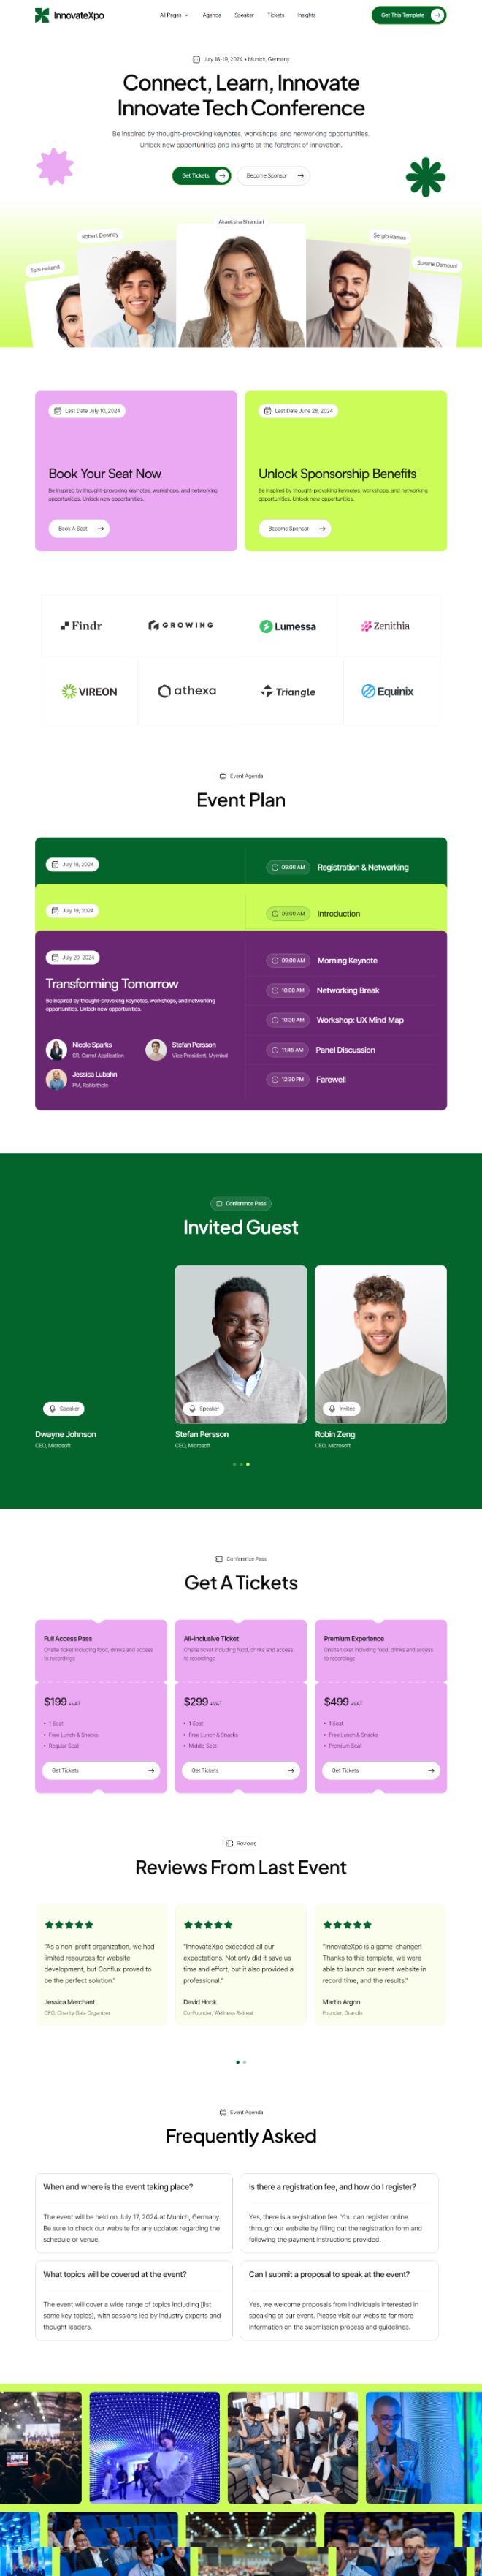 InnovateXpo
All Pages
Agenda
Speaker
Tickets
Insights
Get This Template
July 18-19, 2024 • Munich, Germany
Connect, Learn, Innovate
Innovate Tech Conference
Be inspired by thought-provoking keynotes, workshops, and networking opportunities.
Unlock new opportunities and insights at the forefront of innovation.
Get Tickets
Become Sponsor
Akanksha Bhandari
Robert Downey
Sergio Ramos
Tom Holland
Susane Damouni
Last Date July 10, 2024
Book Your Seat Now
Be inspired by thought-provoking keynotes, workshops, and networking
opportunities. Unlock new opportunities.
Book A Seat
Last Date June 28, 2024
Unlock Sponsorship Benefits
Be inspired by thought-provoking keynotes, workshops, and networking
opportunities. Unlock new opportunities.
Become Sponsor
Findr
GROWING
Lumessa
Zenithia
VIREON
athexa
Triangle
Equinix
Event Agenda
Event Plan
July 18, 2024
08:00 AM
Registration & Networking
July 19, 2024
09:00 AM
Introduction
July 20, 2024
Transforming Tomorrow
Be inspired by thought-provoking keynotes, workshops, and networking
opportunities. Unlock new opportunities.
Nicole Sparks
SR, Carrot Application
Stefan Persson
Vice President, Mymind
Jessica Lubahn
PM, Rabbithole
09:00 AM
Morning Keynote
10:00 AM
Networking Break
10:30 AM
Workshop: UX Mind Map
11:45 AM
Panel Discussion
12:30 PM
Farewell
Conference Pass
Invited Guest
Speaker
Dwayne Johnson
CEO, Microsoft
Speaker
Stefan Persson
CEO, Microsoft
Invitee
Robin Zeng
CEO, Microsoft
Conference Pass
Get A Tickets
Full Access Pass
Onsite ticket including food, drinks and access
to recordings
$199 +VAT
1 Seat
Free Lunch & Snacks
Regular Seat
Get Tickets
All-Inclusive Ticket
Onsite ticket including food, drinks and access
to recordings
$299 +VAT
1 Seat
Free Lunch & Snacks
Middle Seat
Get Tickets
Premium Experience
Onsite ticket including food, drinks and access
to recordings
$499 +VAT
1 Seat
Free Lunch & Snacks
Premium Seat
Get Tickets
Reviews
Reviews From Last Event
"As a non-profit organization, we had
limited resources for website
development, but Conflux proved to
be the perfect solution."
Jessica Merchant
CFO, Charity Gala Organizer
"InnovateXpo exceeded all our
expectations. Not only did it save us
time and effort, but it also provided a
professional."
David Hook
Co-Founder, Wellness Retreat
"InnovateXpo is a game-changer!
Thanks to this template, we were
able to launch our event website in
record time, and the results."
Martin Argon
Founder, Grandix
Event Agenda
Frequently Asked
When and where is the event taking place?
The event will be held on July 17, 2024 at Munich, Germany.
Be sure to check our website for any updates regarding the
schedule or venue.
Is there a registration fee, and how do I register?
Yes, there is a registration fee. You can register online
through our website by filling out the registration form and
following the payment instructions provided.
What topics will be covered at the event?
The event will cover a wide range of topics including [list
some key topics], with sessions led by industry experts and
thought leaders.
Can I submit a proposal to speak at the event?
Yes, we welcome proposals from individuals interested in
speaking at our event. Please visit our website for more
information on the submission process and guidelines.